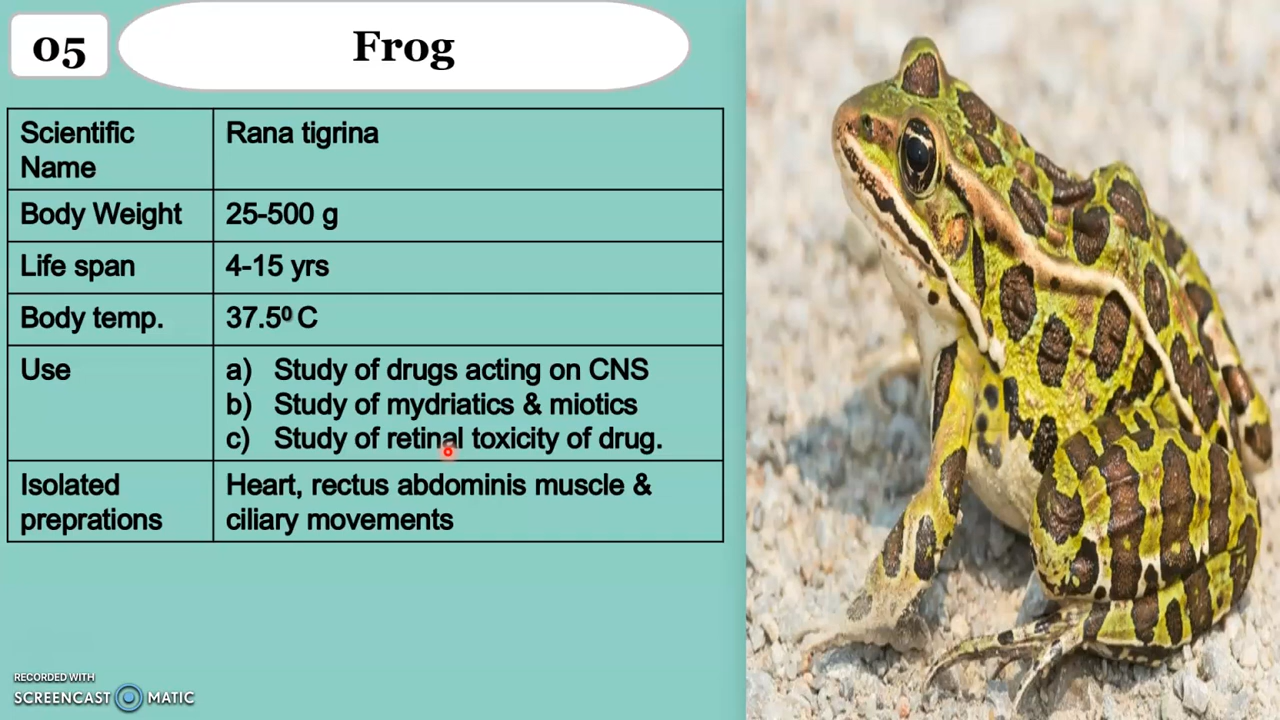 05
Frog
Scientific
Name
Rana tigrina
Body Weight
25-500 g
Life span
4-15 yrs
Body temp.
37.5⁰ C
Use
a) Study of drugs acting on CNS
b) Study of mydriatics & miotics
c) Study of retinal toxicity of drug.
Isolated
preprations
Heart, rectus abdominis muscle &
ciliary movements
RECORDED WITH
SCREENCAST MATIC